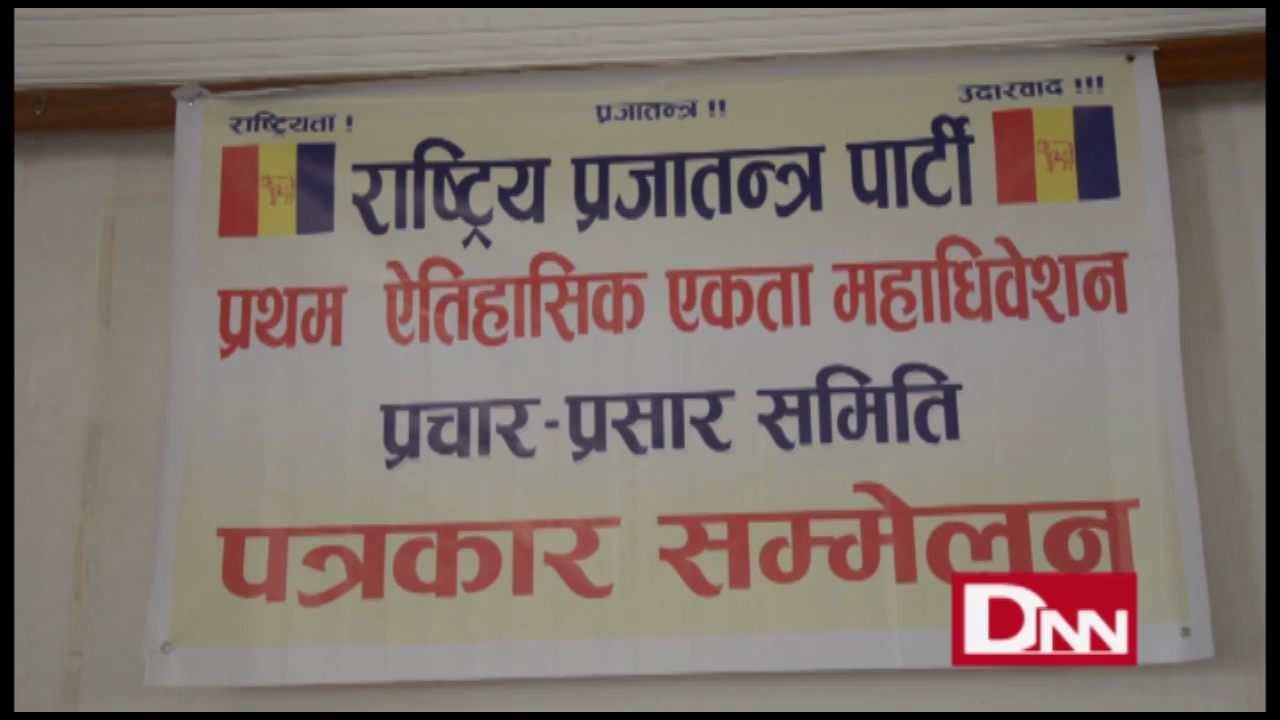 राष्ट्रियता ! प्रजातन्त्र !! उदारवाद !!!
राष्ट्रिय प्रजातन्त्र पार्टी
प्रथम ऐतिहासिक एकता महाधिवेशन
प्रचार-प्रसार समिति
पत्रकार सम्मेलन
DNN